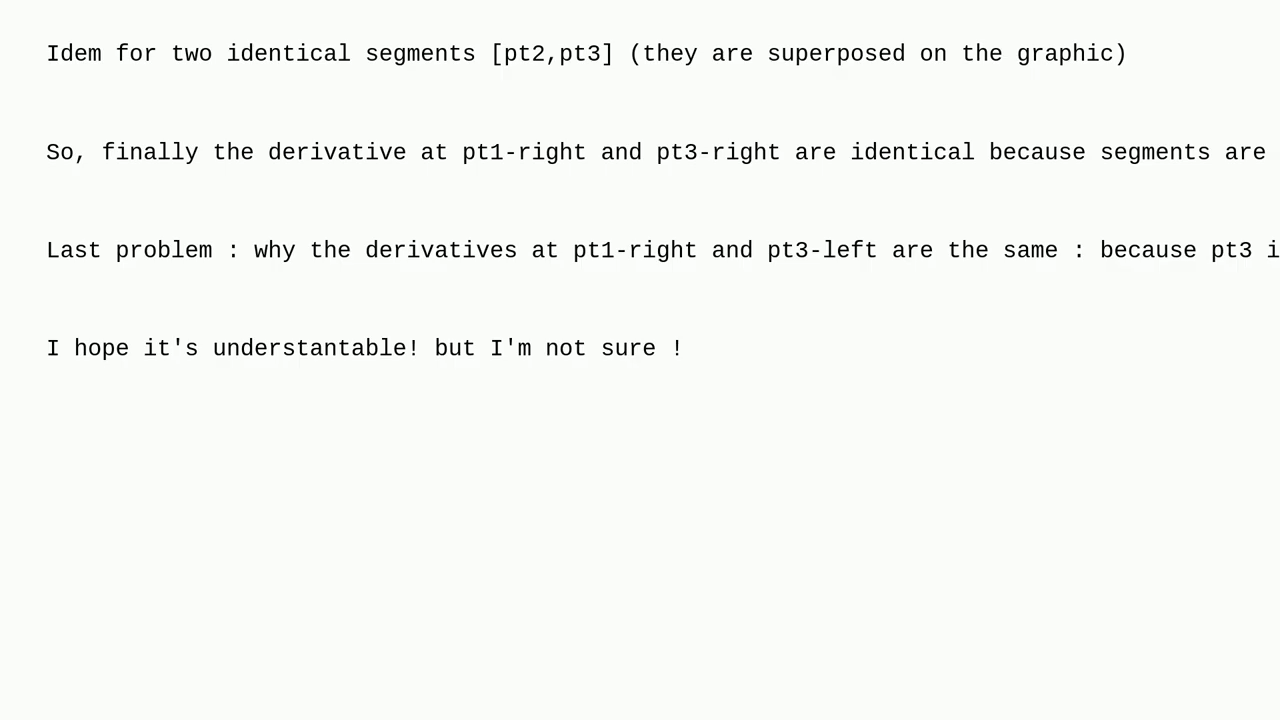 Idem for two identical segments [pt2,pt3] (they are superposed on the graphic)
So, finally the derivative at pt1-right and pt3-right are identical because segments are
Last problem : why the derivatives at pt1-right and pt3-left are the same : because pt3 i
I hope it's understantable! but I'm not sure !